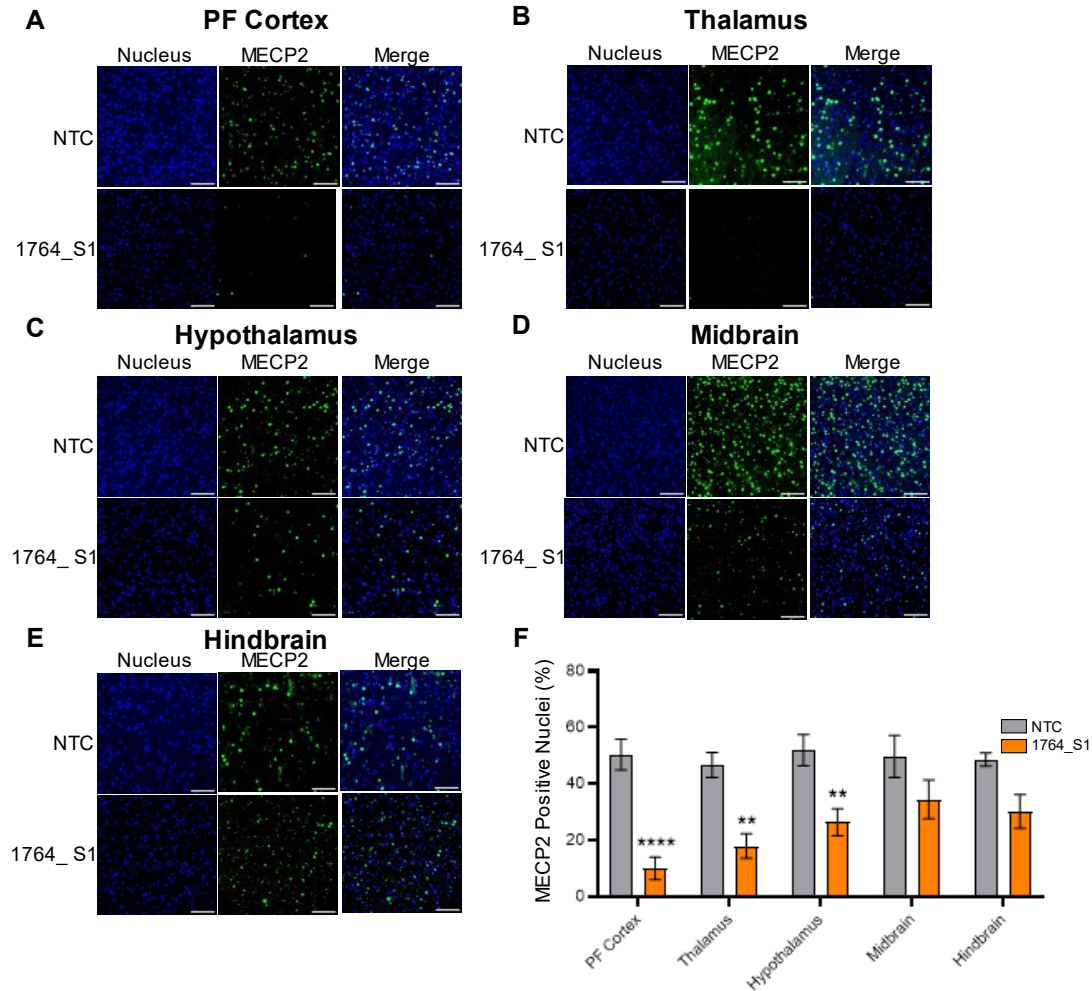 A
PF Cortex
Nucleus MECP2 Merge
NTC
1764_S1
B
Thalamus
Nucleus MECP2 Merge
NTC
1764_ S1
C
Hypothalamus
Nucleus MECP2 Merge
NTC
1764_ S1
D
Midbrain
Nucleus MECP2 Merge
NTC
1764_ S1
E
Hindbrain
Nucleus MECP2 Merge
NTC
1764_ S1
F
MECP2 Positive Nuclei (%)
80
60
40
20
0
****
**
**
NTC
1764_S1
PF Cortex
Thalamus
Hypothalamus
Midbrain
Hindbrain